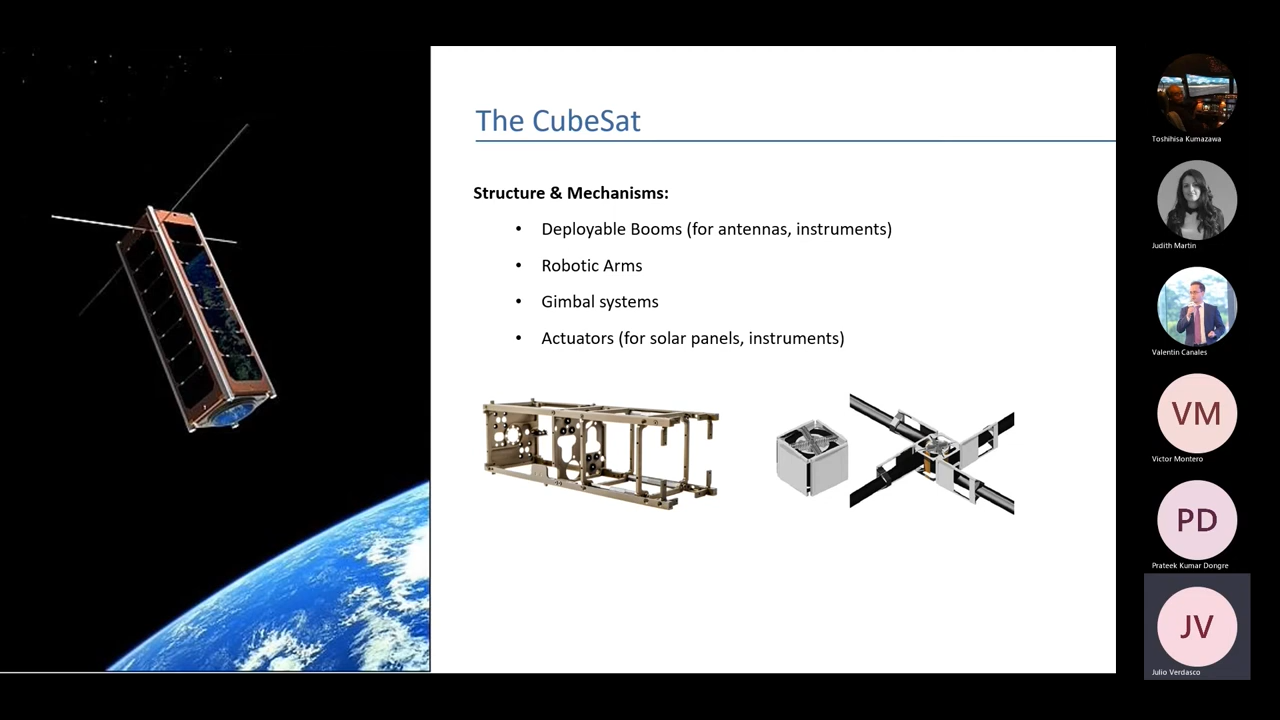 The CubeSat
Structure & Mechanisms:
• Deployable Booms (for antennas, instruments)
• Robotic Arms
• Gimbal systems
• Actuators (for solar panels, instruments)
Toshihisa Kumazawa
Judith Martin
Valentin Canales
VM
Victor Montero
PD
Prateek Kumar Dongre
JV
Julio Verdasco